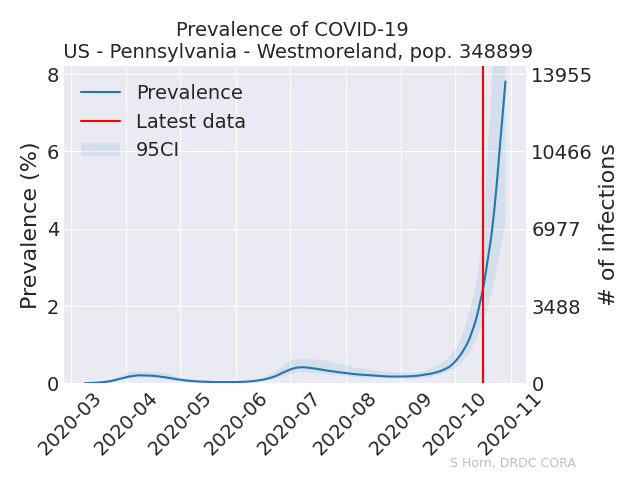 Prevalence of COVID-19
US - Pennsylvania - Westmoreland, pop. 348899
Prevalence
Latest data
95CI
Prevalence (%)
8
6
4
2
0
13955
10466
6977
3488
0
# of infections
2020-03
2020-04
2020-05
2020-06
2020-07
2020-08
2020-09
2020-10
2020-11
S Horn, DRDC CORA